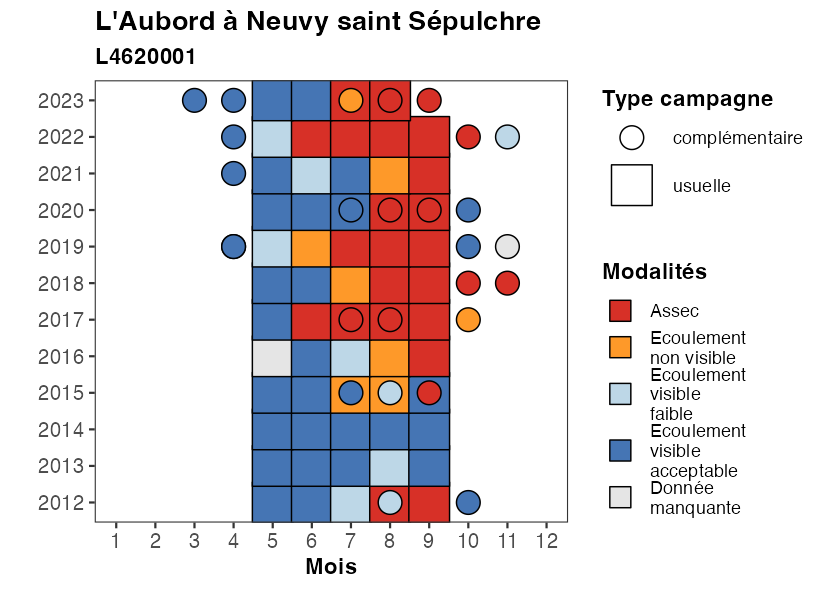 L'Aubord à Neuvy saint Sépulchre
L4620001
2023
2022
2021
2020
2019
2018
2017
2016
2015
2014
2013
2012
1 2 3 4 5 6 7 8 9 10 11 12
Mois
Type campagne
complémentaire
usuelle
Modalités
Assec
Ecoulement
non visible
Ecoulement
visible
faible
Ecoulement
visible
acceptable
Donnée
manquante